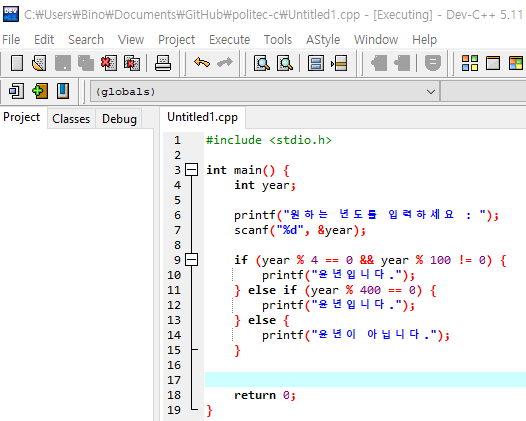 C:₩Users₩Bino₩Documents₩GitHub₩politec-c₩Untitled1.cpp - [Executing] - Dev-C++ 5.11
File Edit Search View Project Execute Tools AStyle Window Help
(globals)
Project Classes Debug Untitled1.cpp
1 #include <stdio.h>
2
3 int main() {
4 int year;
5
6 printf("원하는 년도를 입력하세요 : ");
7 scanf("%d", &year);
8
9 if (year % 4 == 0 && year % 100 != 0) {
10 printf("윤년입니다.");
11 } else if (year % 400 == 0) {
12 printf("윤년입니다.");
13 } else {
14 printf("윤년이 아닙니다.");
15 }
16
17
18 return 0;
19 }